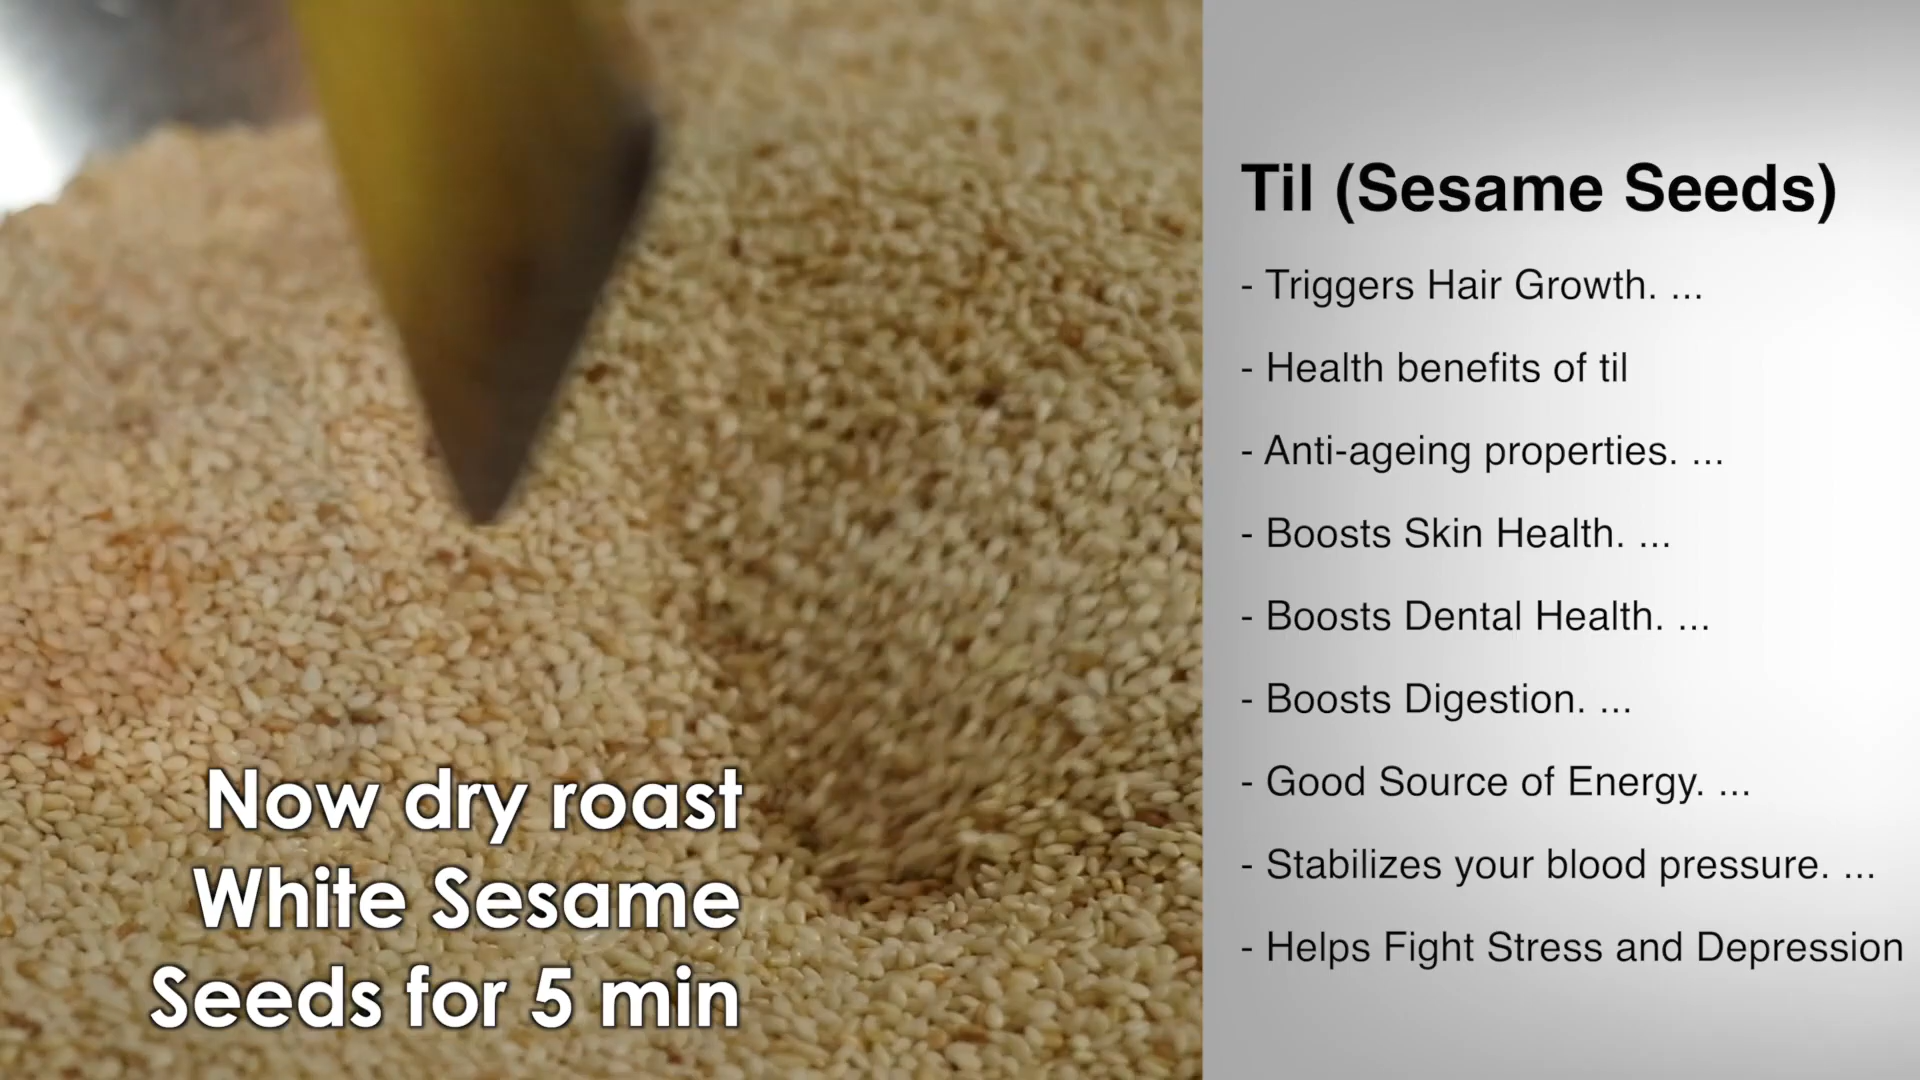 Now dry roast
White Sesame
Seeds for 5 min
Til (Sesame Seeds)
- Triggers Hair Growth. ...
- Health benefits of til
- Anti-ageing properties. ...
- Boosts Skin Health. ...
- Boosts Dental Health. ...
- Boosts Digestion. ...
- Good Source of Energy. ...
- Stabilizes your blood pressure. ...
- Helps Fight Stress and Depression